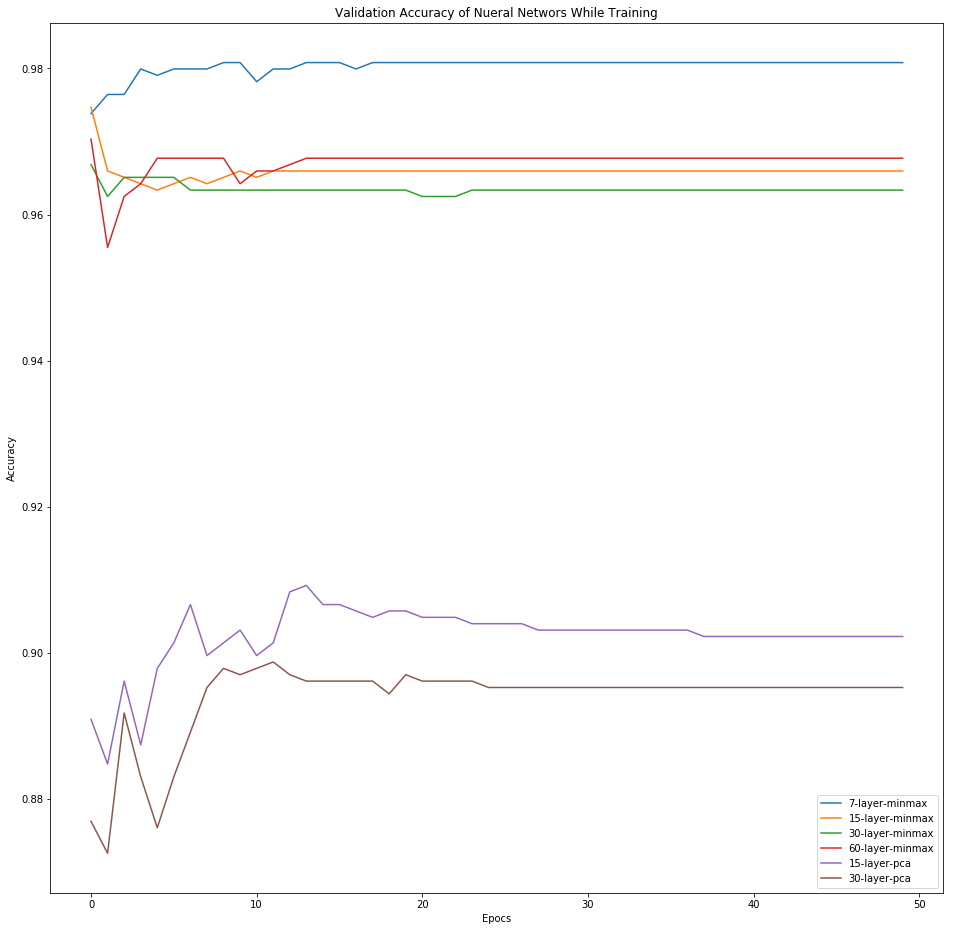 Validation Accuracy of Nueral Networs While Training
0.98
0.96
0.94
0.92
0.90
0.88
Accuracy
0 10 20 30 40 50
Epocs
7-layer-minmax
15-layer-minmax
30-layer-minmax
60-layer-minmax
15-layer-pca
30-layer-pca